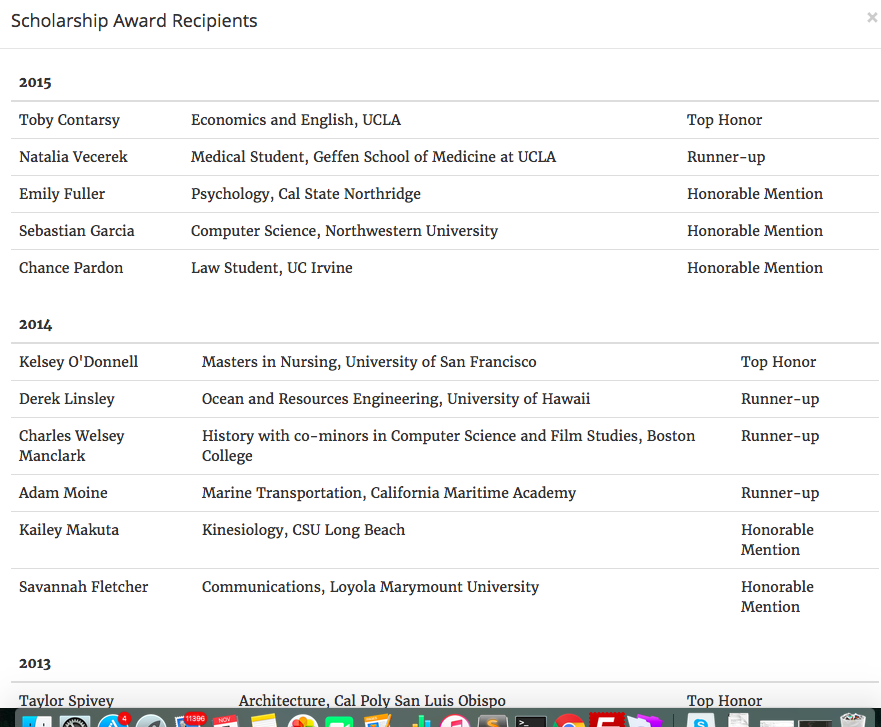 Scholarship Award Recipients
×
2015
Toby Contarsy Economics and English, UCLA Top Honor
Natalia Vecerek Medical Student, Geffen School of Medicine at UCLA Runner-up
Emily Fuller Psychology, Cal State Northridge Honorable Mention
Sebastian Garcia Computer Science, Northwestern University Honorable Mention
Chance Pardon Law Student, UC Irvine Honorable Mention
2014
Kelsey O'Donnell Masters in Nursing, University of San Francisco Top Honor
Derek Linsley Ocean and Resources Engineering, University of Hawaii Runner-up
Charles Welsey History with co-minors in Computer Science and Film Studies, Boston Runner-up
Manclark College
Adam Moine Marine Transportation, California Maritime Academy Runner-up
Kailey Makuta Kinesiology, CSU Long Beach Honorable
Mention
Savannah Fletcher Communications, Loyola Marymount University Honorable
Mention
2013
Taylor Spivey Architecture, Cal Poly San Luis Obispo Top Honor
4 11396 NOV